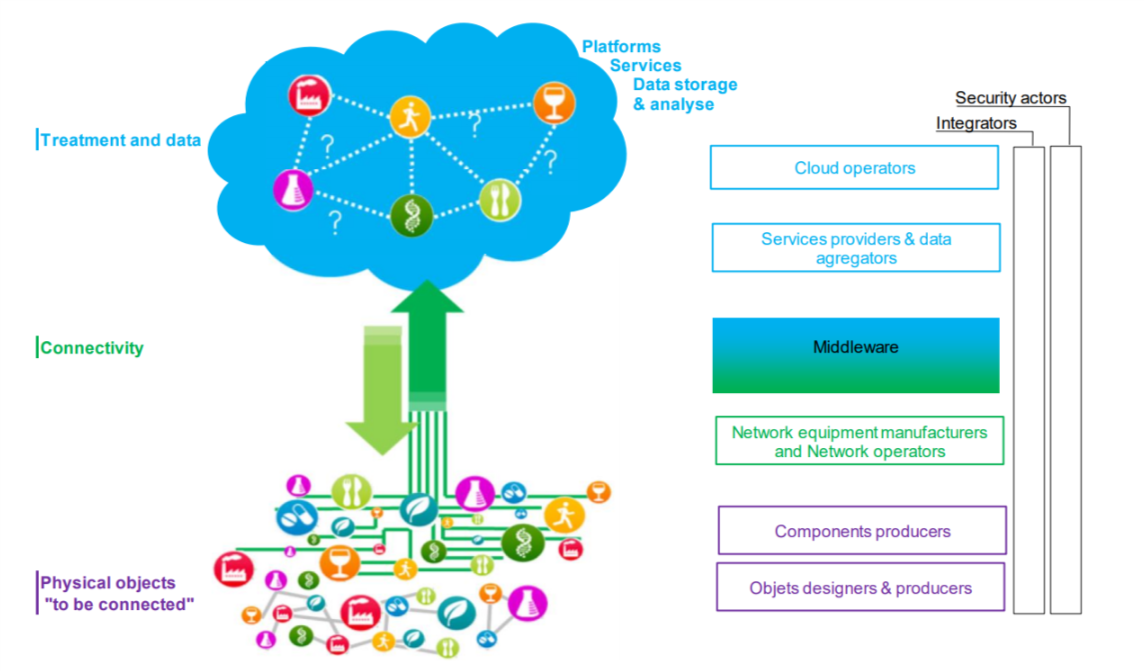 Platforms
Services
Data storage
& analyse
Security actors
Integrators
Treatment and data
?
?
?
?
Cloud operators
Services providers & data
agregators
Connectivity
Middleware
Network equipment manufacturers
and Network operators
Components producers
Physical objects
"to be connected"
Objets designers & producers